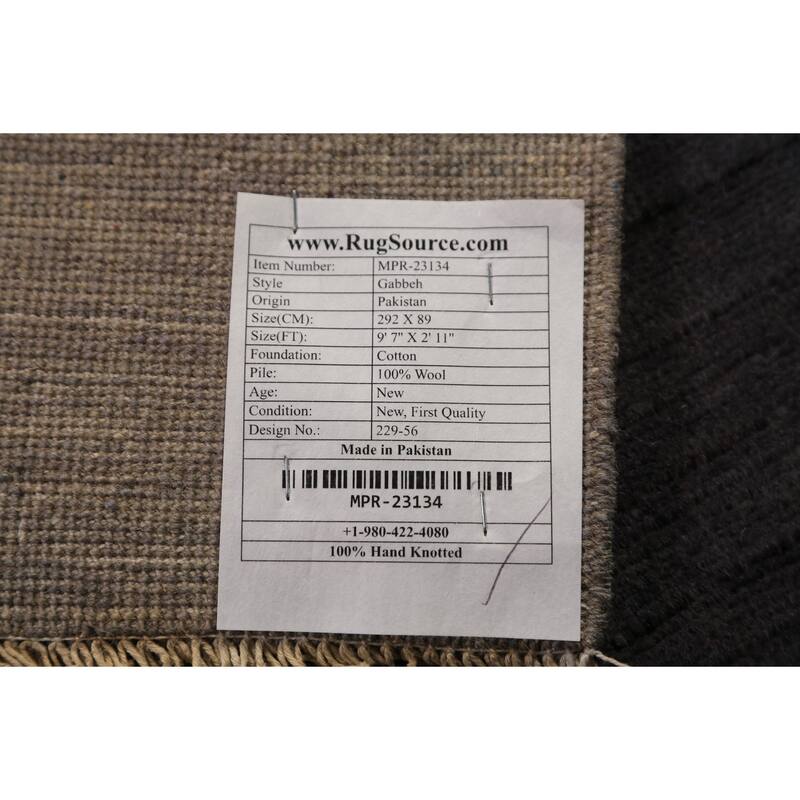 www.RugSource.com
Item Number: MPR-23134
Style Gabbeh
Origin Pakistan
Size(CM): 292 X 89
Size(FT): 9' 7" X 2' 11"
Foundation: Cotton
Pile: 100% Wool
Age: New
Condition: New, First Quality
Design No.: 229-56
Made in Pakistan
MPR-23134
+1-980-422-4080
100% Hand Knotted